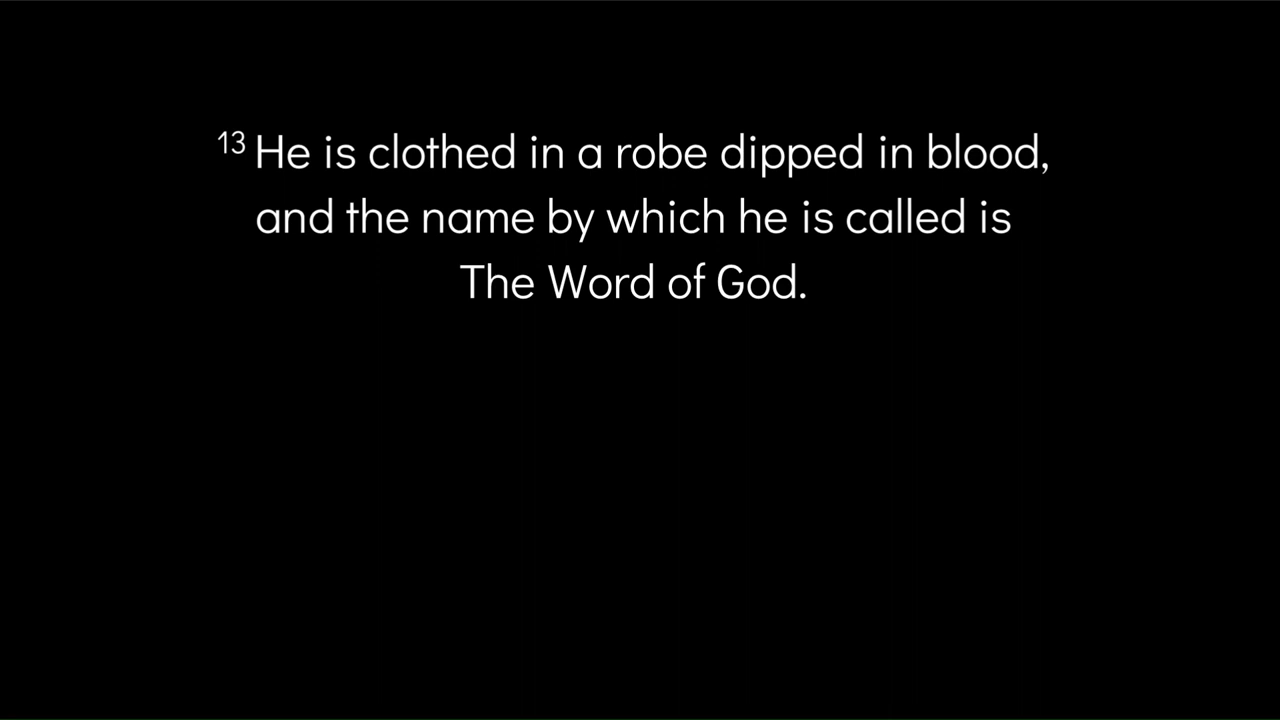 13 He is clothed in a robe dipped in blood,
and the name by which he is called is
The Word of God.